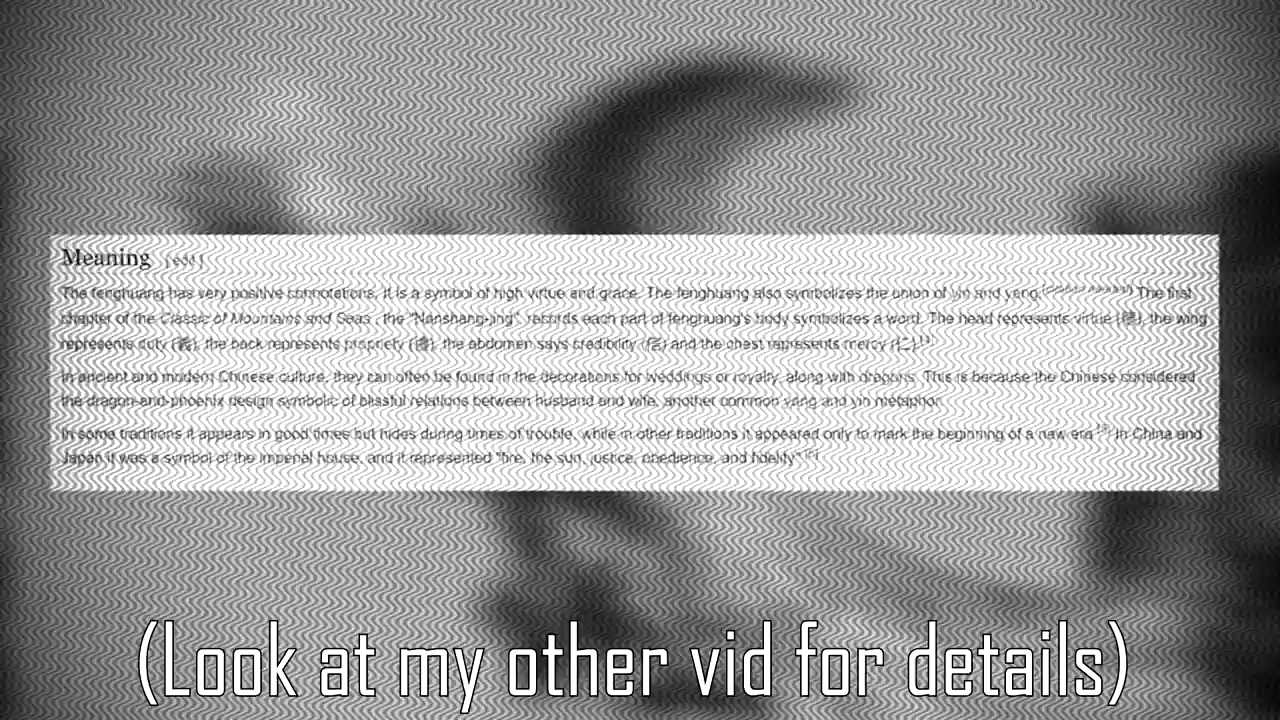 Meaning [ edit ]
The fenghuang has very positive connotations. It is a symbol of high virtue and grace. The fenghuang also symbolizes the union of yin and yang. The first
chapter of the Classic of Mountains and Seas , the "Nanshang-jing", records each part of fenghuang's body symbolizes a word. The head represents virtue (德), the wing
represents duty (義), the back represents propriety (禮), the abdomen says credibility (信) and the chest represents mercy (仁).
In ancient and modern Chinese culture, they can often be found in the decorations for weddings or royalty, along with dragons. This is because the Chinese considered
the dragon-and-phoenix design symbolic of blissful relations between husband and wife, another common yang and yin metaphor.
In some traditions it appears in good times but hides during times of trouble, while in other traditions it appeared only to mark the beginning of a new era. In China and
Japan it was a symbol of the imperial house, and it represented "fire, the sun, justice, obedience, and fidelity".
(Look at my other vid for details)